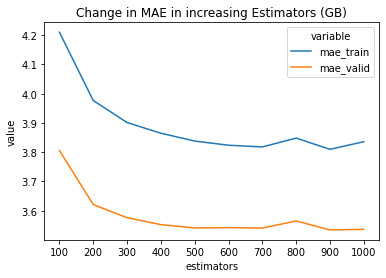 Change in MAE in increasing Estimators (GB)
variable
mae_train
mae_valid
value
4.2
4.1
4.0
3.9
3.8
3.7
3.6
100 200 300 400 500 600 700 800 900 1000
estimators